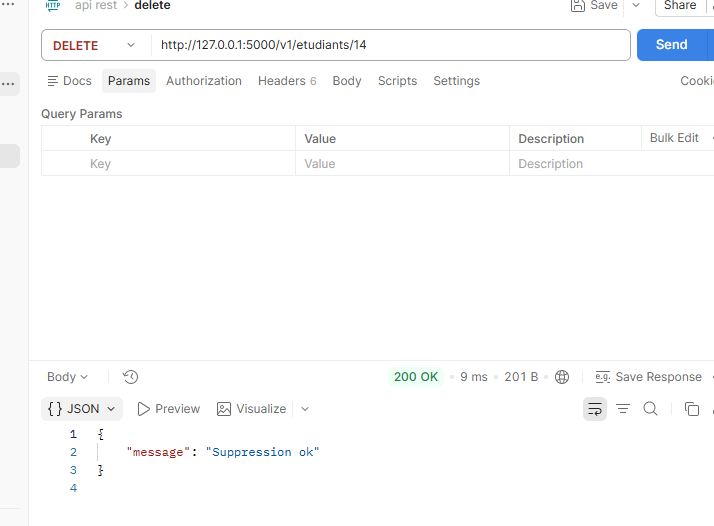 HTTP api rest > delete Save Share
DELETE http://127.0.0.1:5000/v1/etudiants/14 Send
Docs Params Authorization Headers 6 Body Scripts Settings Cooki
Query Params
Key Value Description Bulk Edit
Key Value Description
Body 200 OK 9 ms 201 B e.g. Save Response
{} JSON Preview Visualize
1 {
2 "message": "Suppression ok"
3 }
4